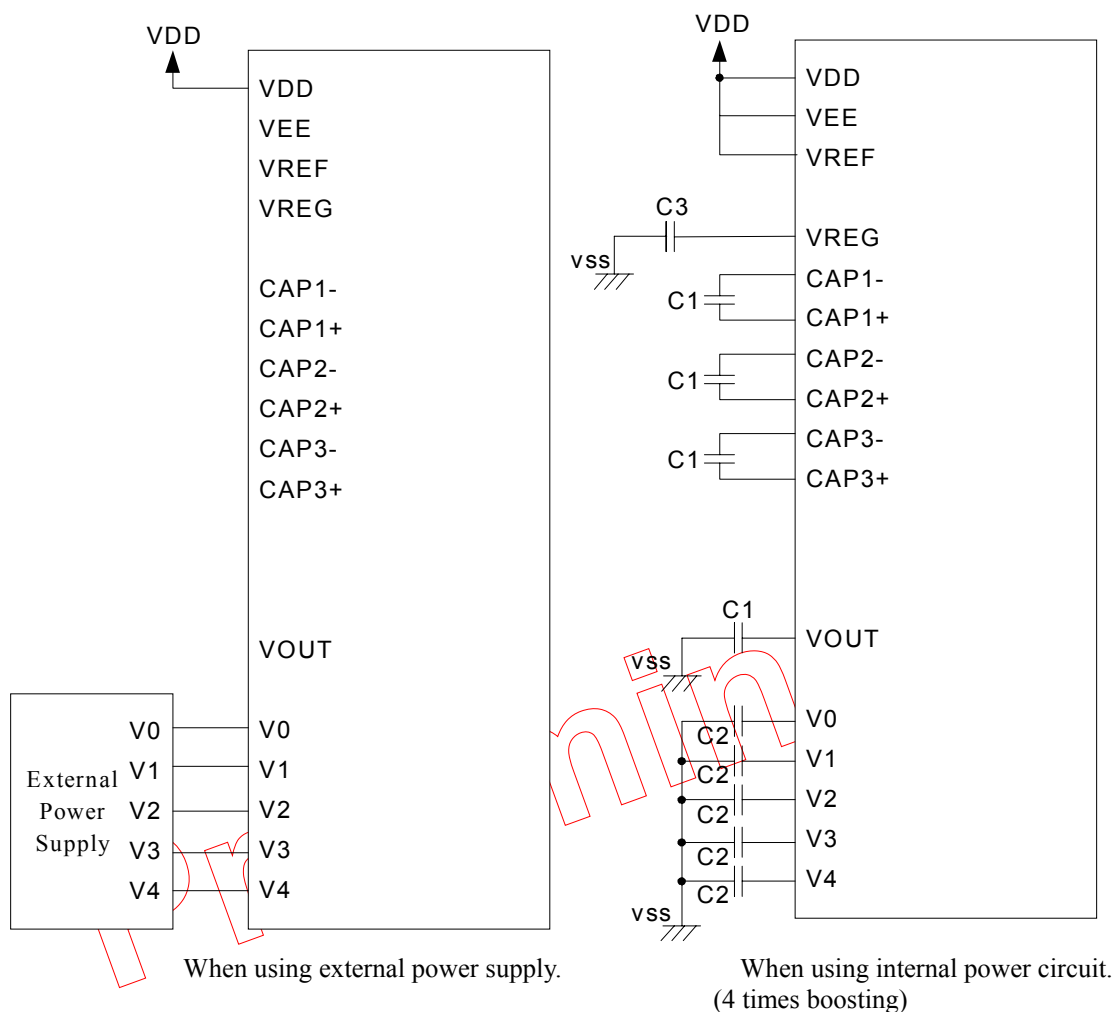 VDD
VDD
VEE
VREF
VREG
CAP1-
CAP1+
CAP2-
CAP2+
CAP3-
CAP3+
VOUT
V0
V1
V2
V3
V4
External
Power
Supply
V0
V1
V2
V3
V4
When using external power supply.
VDD
VDD
VEE
VREF
C3
VREG
vss
CAP1-
C1
CAP1+
CAP2-
C1
CAP2+
CAP3-
C1
CAP3+
C1
VOUT
vss
V0
C2
V1
C2
V2
C2
V3
C2
V4
C2
vss
When using internal power circuit.
(4 times boosting)